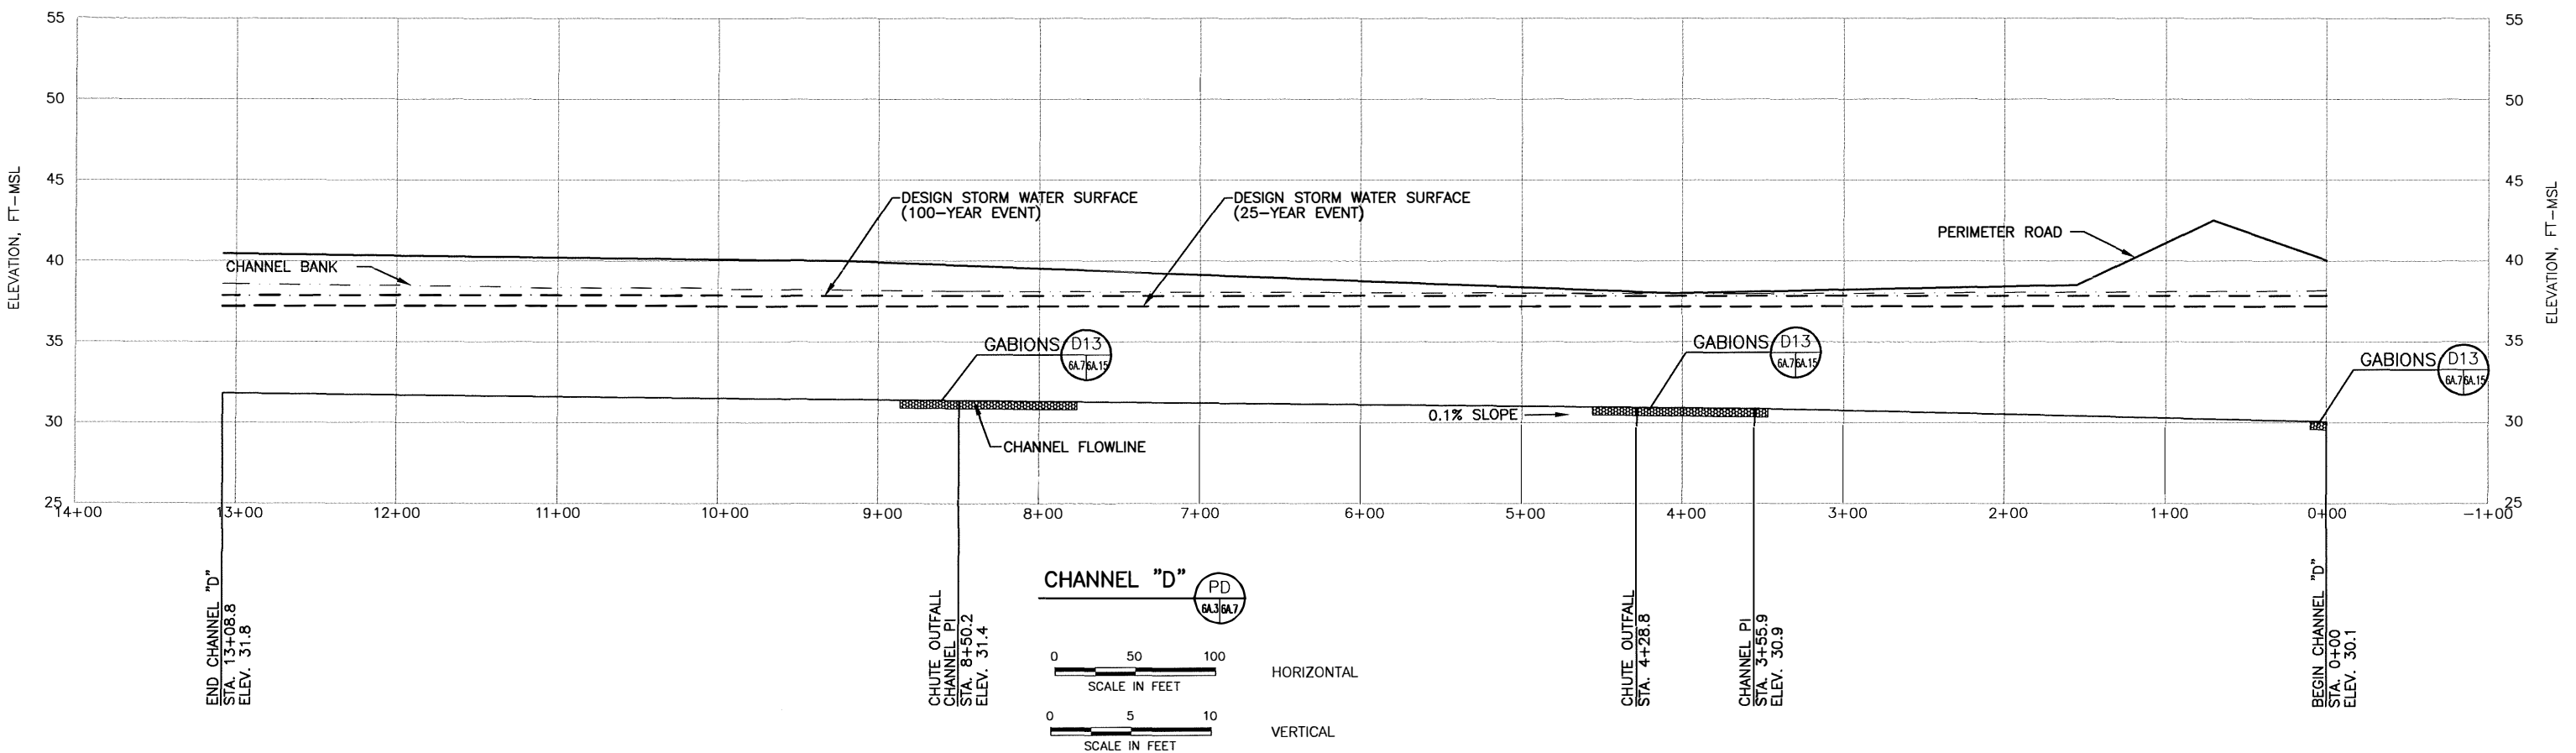 55
55
50
50
45
45
DESIGN STORM WATER SURFACE
(100-YEAR EVENT)
DESIGN STORM WATER SURFACE
(25-YEAR EVENT)
PERIMETER ROAD
ELEVATION, FT-MSL
ELEVATION, FT-MSL
40
40
CHANNEL BANK
35
35
GABIONS
D13
6A.7 6A.15
GABIONS
D13
6A.7 6A.15
GABIONS
D13
6A.7 6A.15
0.1% SLOPE
30
30
CHANNEL FLOWLINE
25
25
14+00
13+00
12+00
11+00
10+00
9+00
8+00
7+00
6+00
5+00
4+00
3+00
2+00
1+00
0+00
-1+00
END CHANNEL "D"
STA. 13+08.8
ELEV. 31.8
CHUTE OUTFALL
CHANNEL PI
STA. 8+50.2
ELEV. 31.4
CHUTE OUTFALL
STA. 4+28.8
CHANNEL PI
STA. 3+55.9
ELEV. 30.9
BEGIN CHANNEL "D"
STA. 0+00
ELEV. 30.1
CHANNEL "D"
PD
6A.3 6A.7
0 50 100
HORIZONTAL
SCALE IN FEET
0 5 10
VERTICAL
SCALE IN FEET